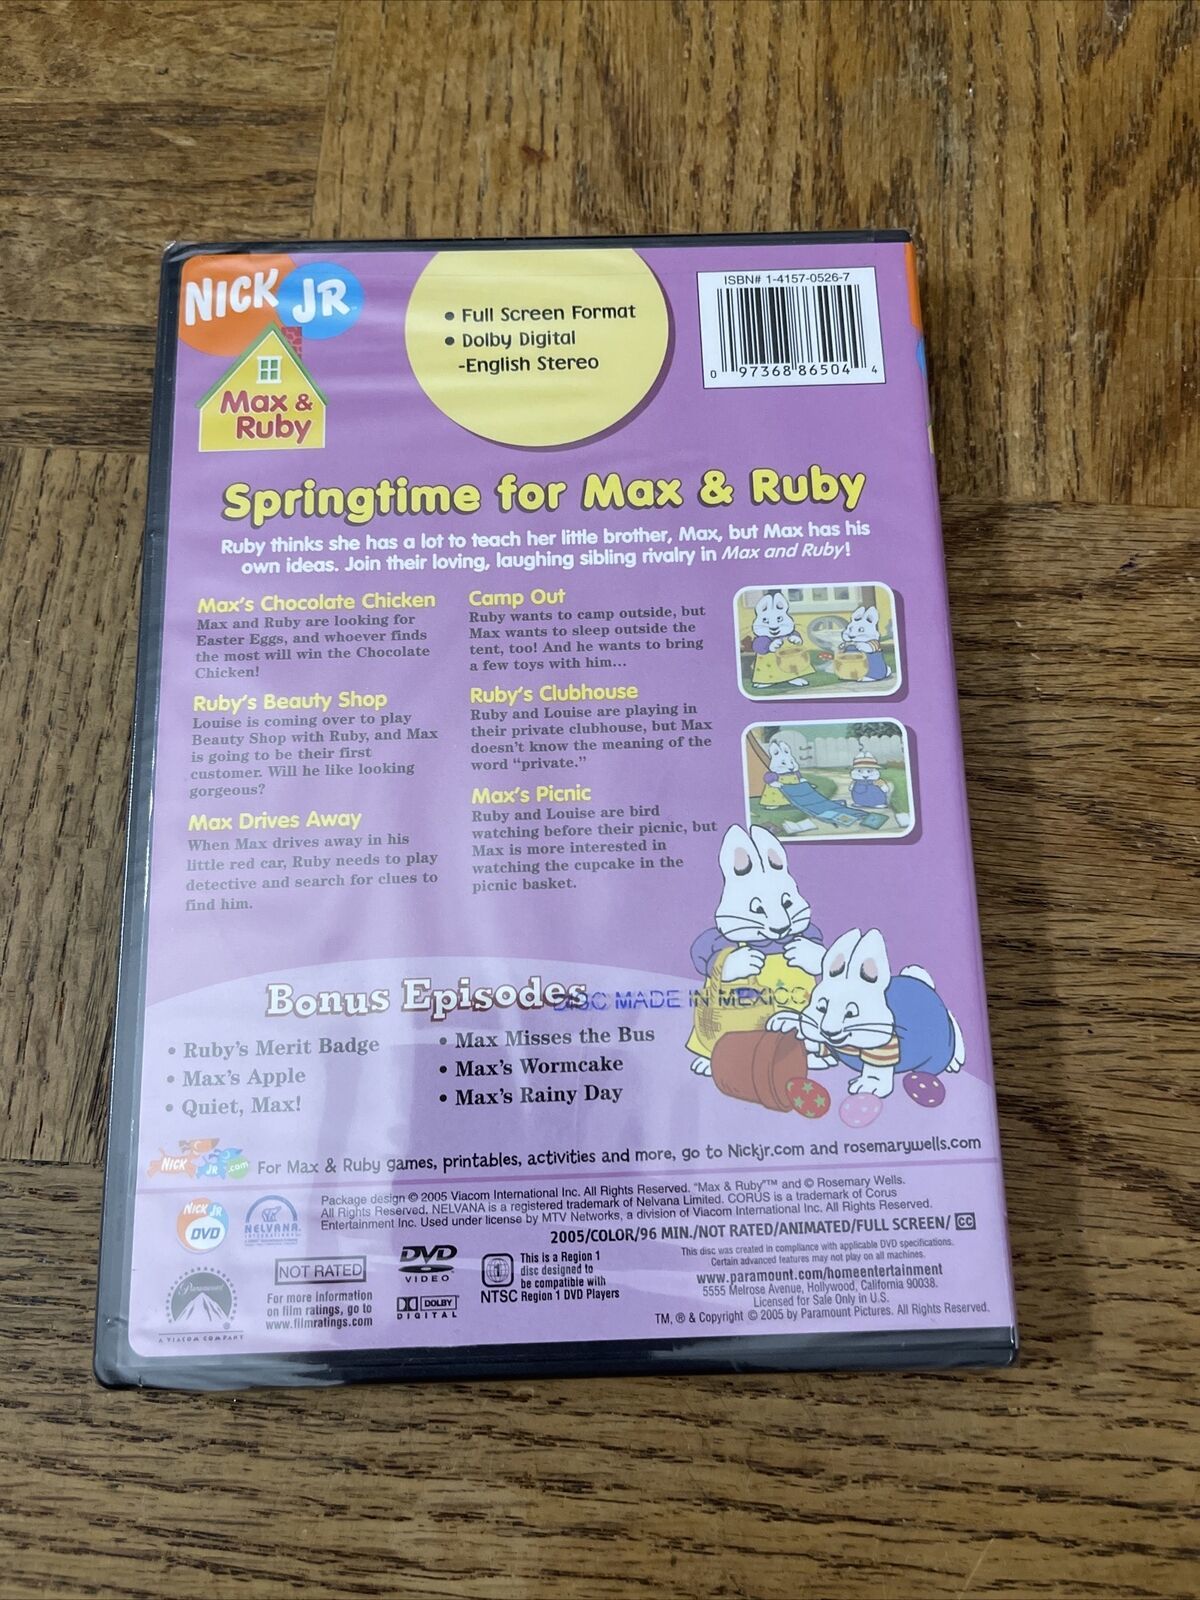 NICK JR
Max &
Ruby
• Full Screen Format
• Dolby Digital
-English Stereo
ISBN# 1-4157-0526-7
0 97368 86504 4
Springtime for Max & Ruby
Ruby thinks she has a lot to teach her little brother, Max, but Max has his
own ideas. Join their loving, laughing sibling rivalry in Max and Ruby!
Max's Chocolate Chicken
Max and Ruby are looking for
Easter Eggs, and whoever finds
the most will win the Chocolate
Chicken!
Ruby's Beauty Shop
Louise is coming over to play
Beauty Shop with Ruby, and Max
is going to be their first
customer. Will he like looking
gorgeous?
Max Drives Away
When Max drives away in his
little red car, Ruby needs to play
detective and search for clues to
find him.
Camp Out
Ruby wants to camp outside, but
Max wants to sleep outside the
tent, too! And he wants to bring
a few toys with him...
Ruby's Clubhouse
Ruby and Louise are playing in
their private clubhouse, but Max
doesn't know the meaning of the
word "private."
Max's Picnic
Ruby and Louise are bird
watching before their picnic, but
Max is more interested in
watching the cupcake in the
picnic basket.
Bonus Episodes
DISC MADE IN MEXICO
• Ruby's Merit Badge
• Max's Apple
• Quiet, Max!
• Max Misses the Bus
• Max's Wormcake
• Max's Rainy Day
NICK JR .com
For Max & Ruby games, printables, activities and more, go to Nickjr.com and rosemarywells.com
NICK JR
DVD
NELVANA
INTERNATIONAL
Package design © 2005 Viacom International Inc. All Rights Reserved. "Max & Ruby"™ and © Rosemary Wells.
All Rights Reserved. NELVANA is a registered trademark of Nelvana Limited. CORUS is a trademark of Corus
Entertainment Inc. Used under license by MTV Networks, a division of Viacom International Inc. All Rights Reserved.
2005/COLOR/96 MIN./NOT RATED/ANIMATED/FULL SCREEN/ CC
Paramount
A VIACOM COMPANY
NOT RATED
For more information
on film ratings, go to
www.filmratings.com
DVD
VIDEO
DOLBY
DIGITAL
1
NTSC
This is a Region 1
disc designed to
be compatible with
Region 1 DVD Players
This disc was created in compliance with applicable DVD specifications.
Certain advanced features may not play on all machines.
www.paramount.com/homeentertainment
5555 Melrose Avenue, Hollywood, California 90038.
Licensed for Sale Only in U.S.
TM, ® & Copyright © 2005 by Paramount Pictures. All Rights Reserved.